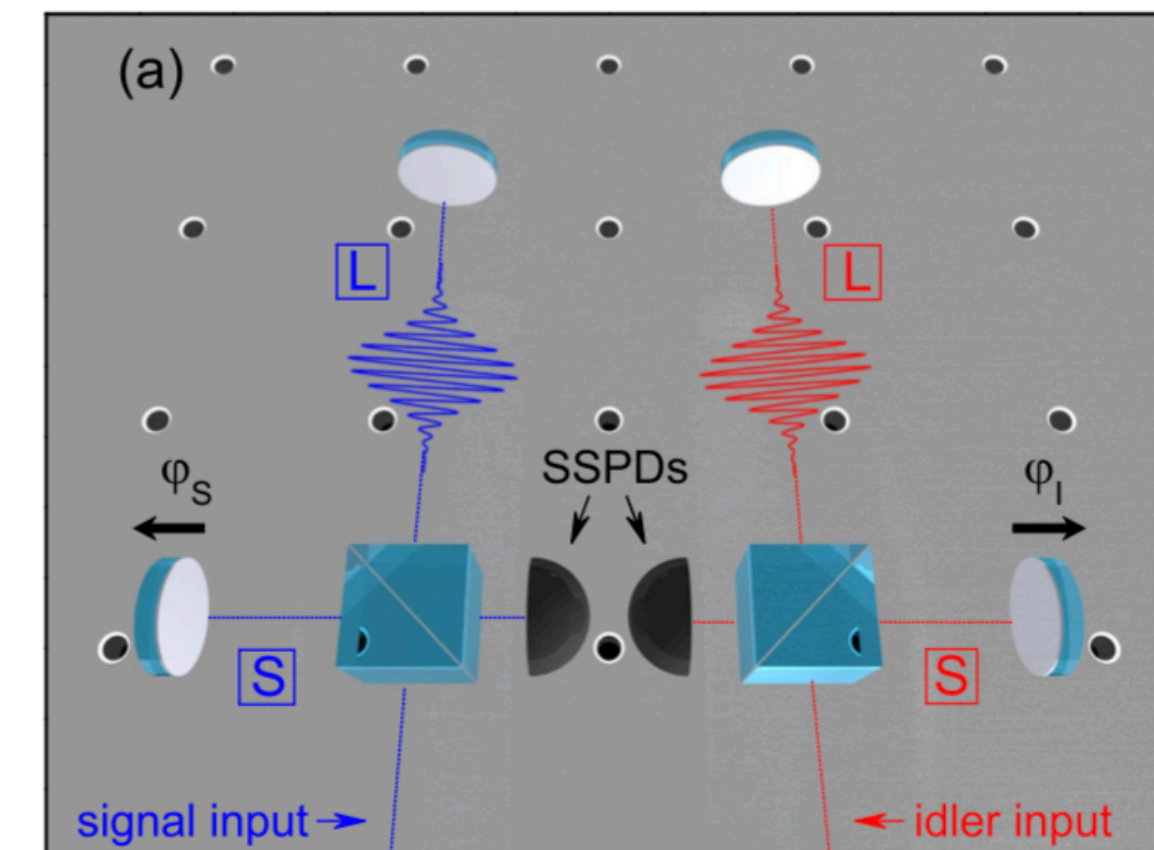 (a)
L
L
φS
SSPDs
φI
S
S
signal input
idler input